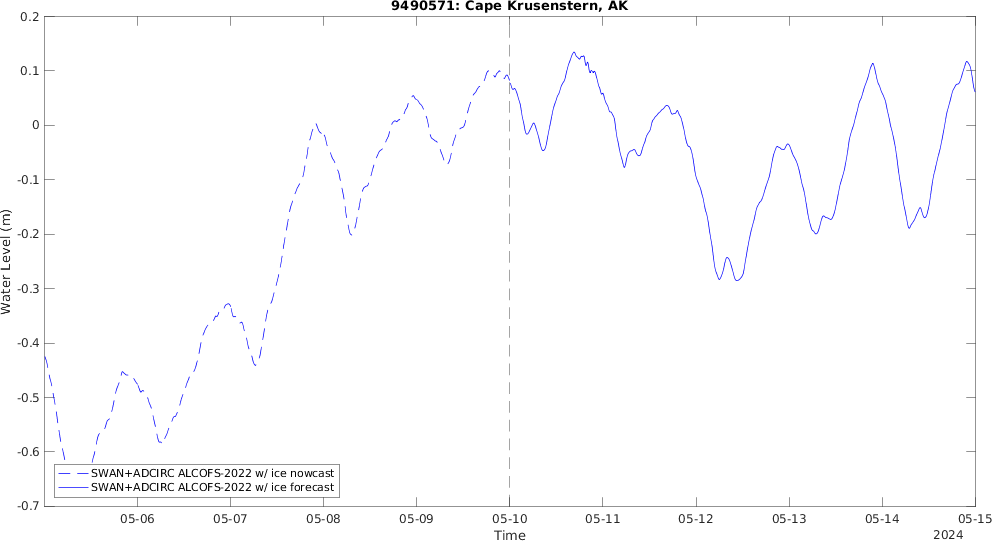 9490571: Cape Krusenstern, AK
0.2
0.1
0
-0.1
-0.2
-0.3
-0.4
-0.5
-0.6
-0.7
Water Level (m)
SWAN+ADCIRC ALCOFS-2022 w/ ice nowcast
SWAN+ADCIRC ALCOFS-2022 w/ ice forecast
05-06 05-07 05-08 05-09 05-10 05-11 05-12 05-13 05-14 05-15
Time
2024